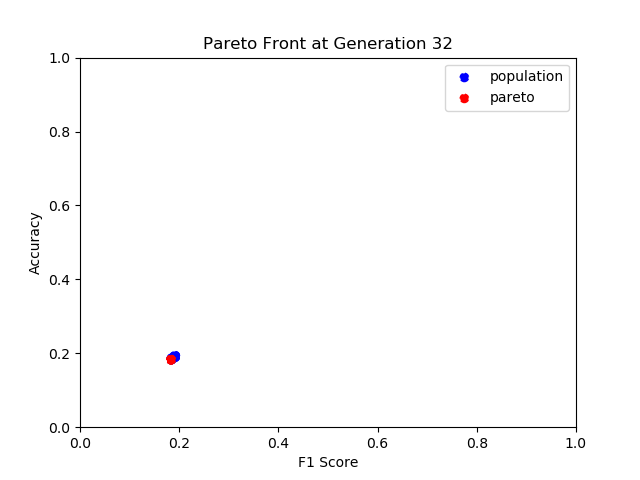 Pareto Front at Generation 32
1.0
population
pareto
0.8
0.6
Accuracy
0.4
0.2
0.0
0.0 0.2 0.4 0.6 0.8 1.0
F1 Score